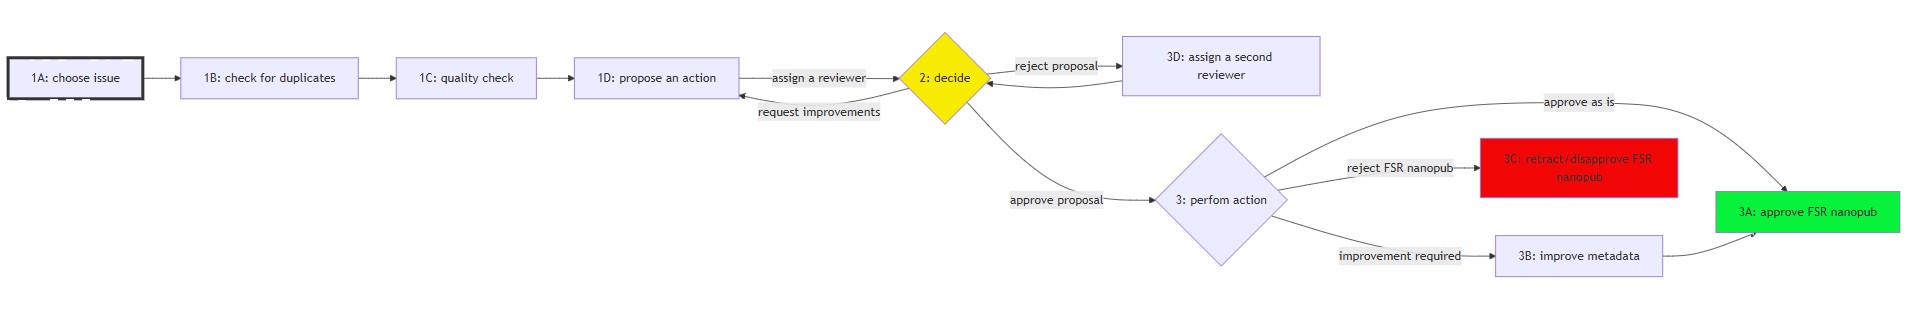 1A: choose issue
1B: check for duplicates
1C: quality check
1D: propose an action
assign a reviewer
request improvements
2: decide
reject proposal
3D: assign a second
reviewer
approve proposal
3: perfom action
approve as is
reject FSR nanopub
3C: retract/disapprove FSR
nanopub
improvement required
3B: improve metadata
3A: approve FSR nanopub